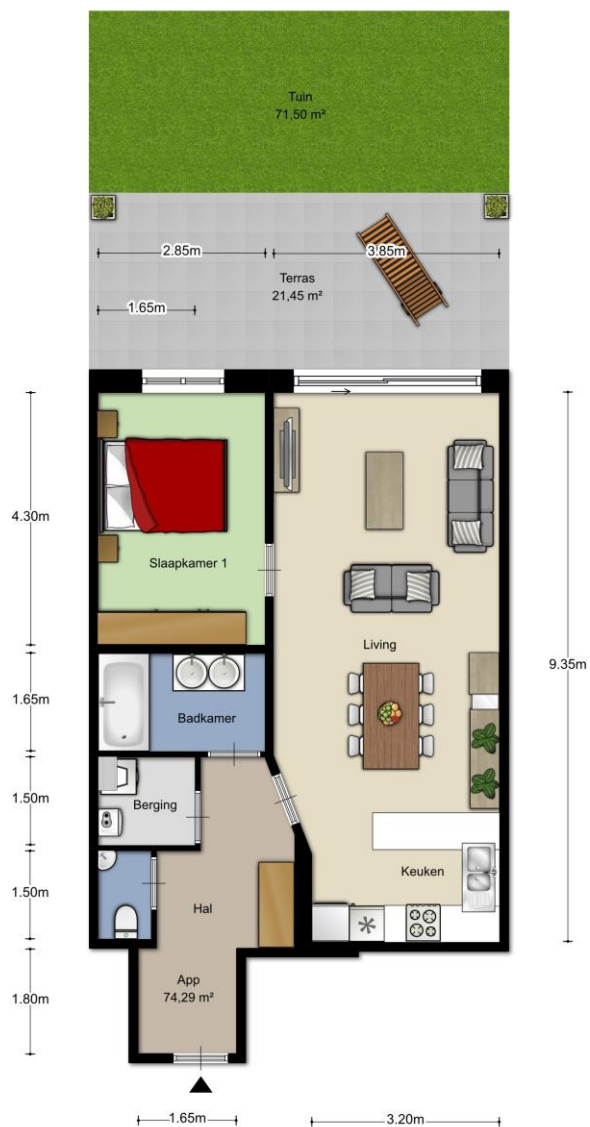 Tuin
71,50 m²
2.85m
3.85m
Terras
21,45 m²
1.65m
4.30m
Slaapkamer 1
Living
9.35m
1.65m
Badkamer
1.50m
Berging
Keuken
1.50m
Hal
App
74,29 m²
1.80m
1.65m
3.20m